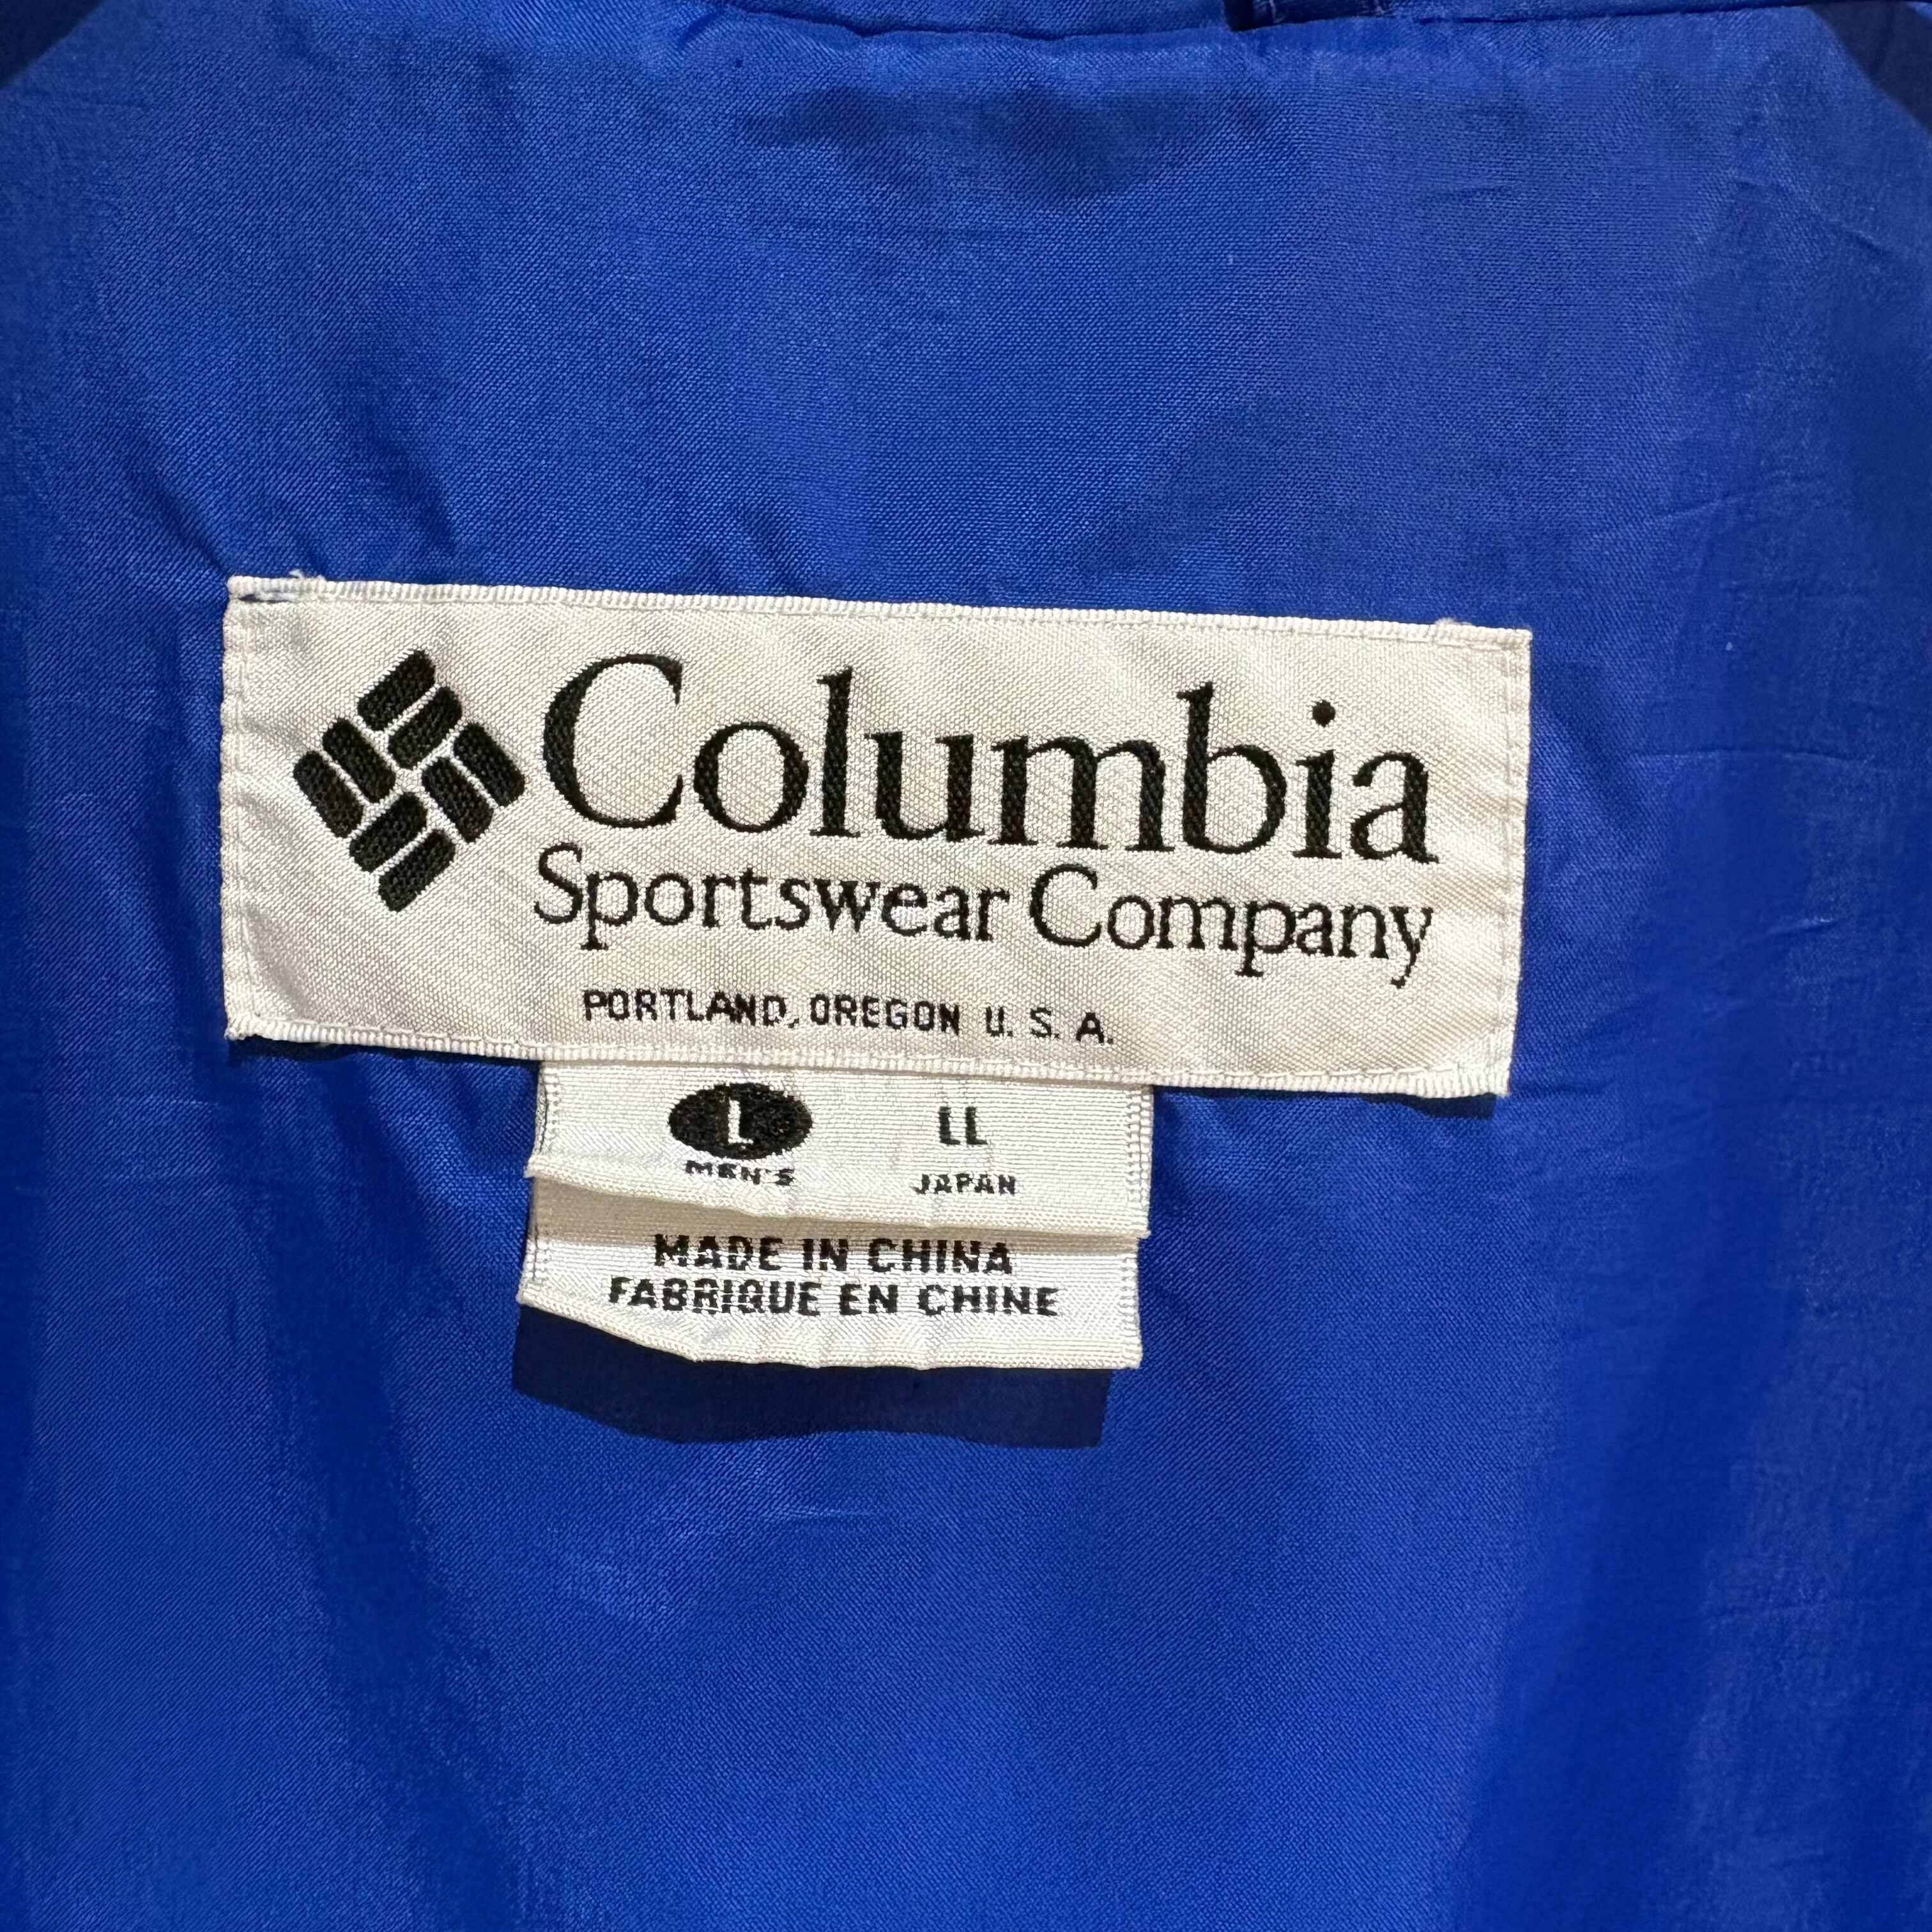 Columbia
Sportswear Company
PORTLAND, OREGON U. S. A.
L LL
MEN'S JAPAN
MADE IN CHINA
FABRIQUE EN CHINE